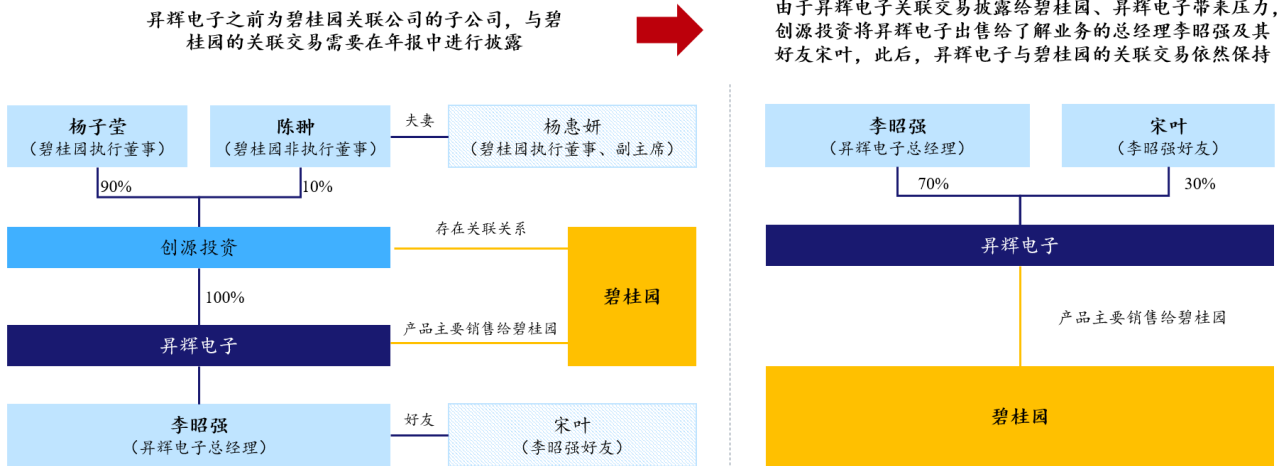 昇辉电子之前为碧桂园关联公司的子公司，与碧
桂园的关联交易需要在年报中进行披露
由于昇辉电子关联交易披露给碧桂园、昇辉电子带来压力，
创源投资将昇辉电子出售给了解业务的总经理李昭强及其
好友宋叶，此后，昇辉电子与碧桂园的关联交易依然保持
杨子莹
（碧桂园执行董事）
陈翀
（碧桂园非执行董事）
夫妻
杨惠妍
（碧桂园执行董事、副主席）
90%
10%
创源投资
存在关联关系
100%
碧桂园
产品主要销售给碧桂园
昇辉电子
李昭强
（昇辉电子总经理）
好友
宋叶
（李昭强好友）
李昭强
（昇辉电子总经理）
宋叶
（李昭强好友）
70%
30%
昇辉电子
产品主要销售给碧桂园
碧桂园